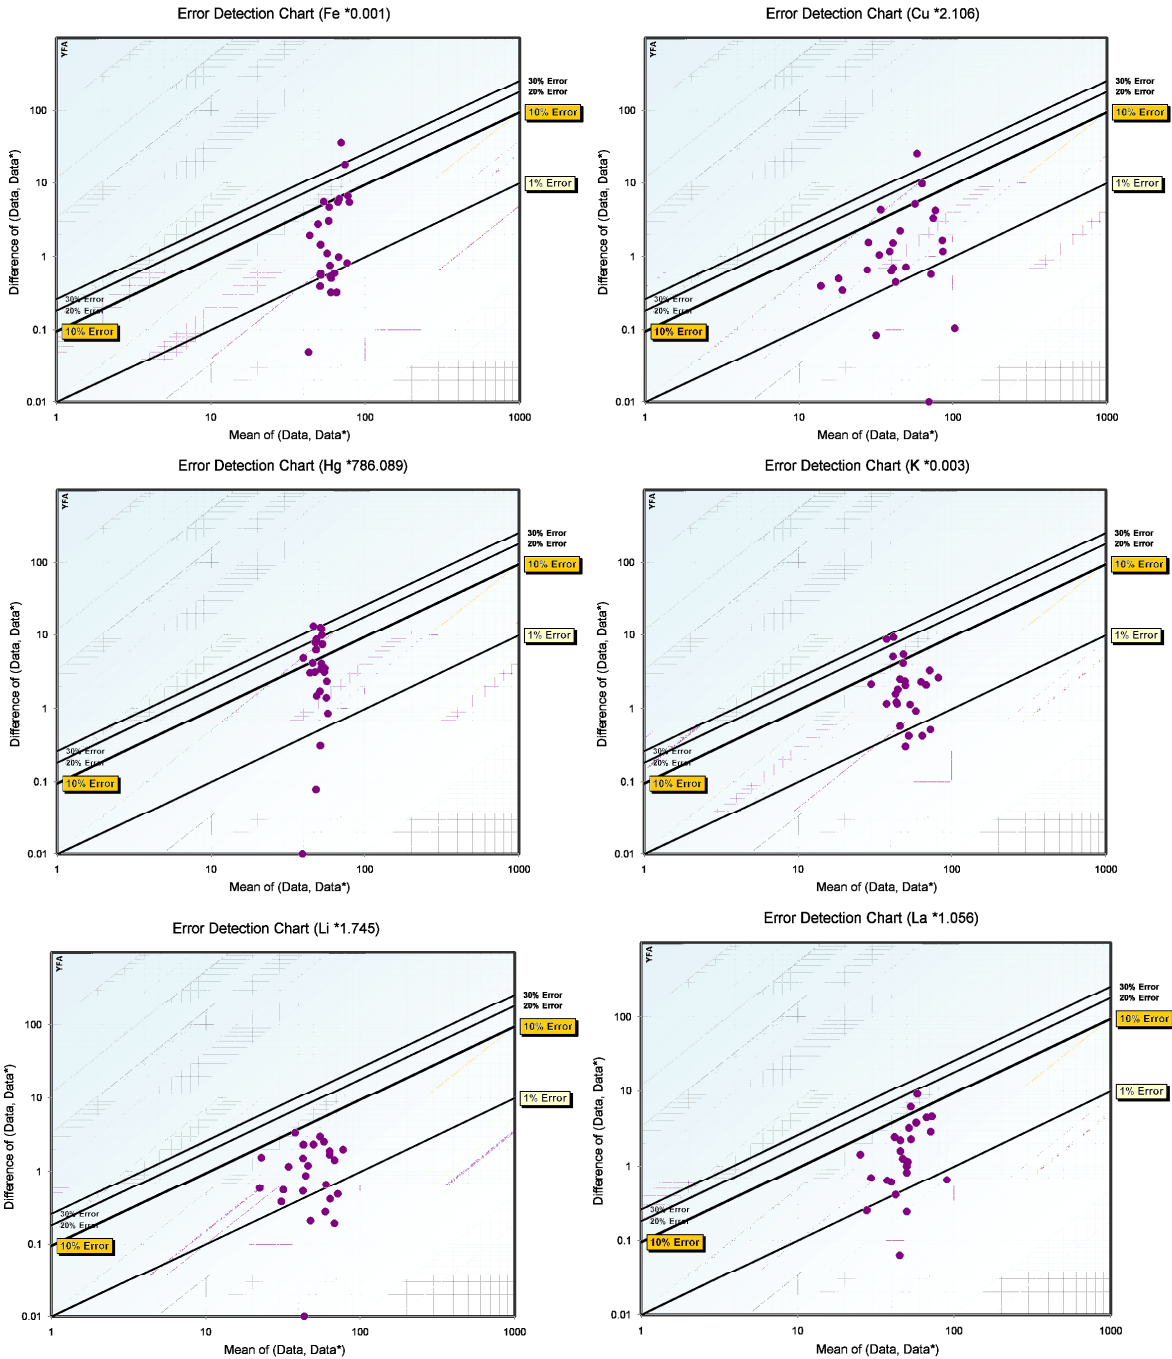 Error Detection Chart (Fe *0.001)
YFA
Difference of (Data, Data*)
100
10
1
0.1
0.01
30% Error
20% Error
10% Error
1% Error
30% Error
20% Error
10% Error
1
10
100
1000
Mean of (Data, Data*)
Error Detection Chart (Cu *2.106)
YFA
Difference of (Data, Data*)
100
10
1
0.1
0.01
30% Error
20% Error
10% Error
1% Error
30% Error
20% Error
10% Error
1
10
100
1000
Mean of (Data, Data*)
Error Detection Chart (Hg *786.089)
YFA
Difference of (Data, Data*)
100
10
1
0.1
0.01
30% Error
20% Error
10% Error
1% Error
30% Error
20% Error
10% Error
1
10
100
1000
Mean of (Data, Data*)
Error Detection Chart (K *0.003)
YFA
Difference of (Data, Data*)
100
10
1
0.1
0.01
30% Error
20% Error
10% Error
1% Error
30% Error
20% Error
10% Error
1
10
100
1000
Mean of (Data, Data*)
Error Detection Chart (Li *1.745)
YFA
Difference of (Data, Data*)
100
10
1
0.1
0.01
30% Error
20% Error
10% Error
1% Error
30% Error
20% Error
10% Error
1
10
100
1000
Mean of (Data, Data*)
Error Detection Chart (La *1.056)
YFA
Difference of (Data, Data*)
100
10
1
0.1
0.01
30% Error
20% Error
10% Error
1% Error
30% Error
20% Error
10% Error
1
10
100
1000
Mean of (Data, Data*)